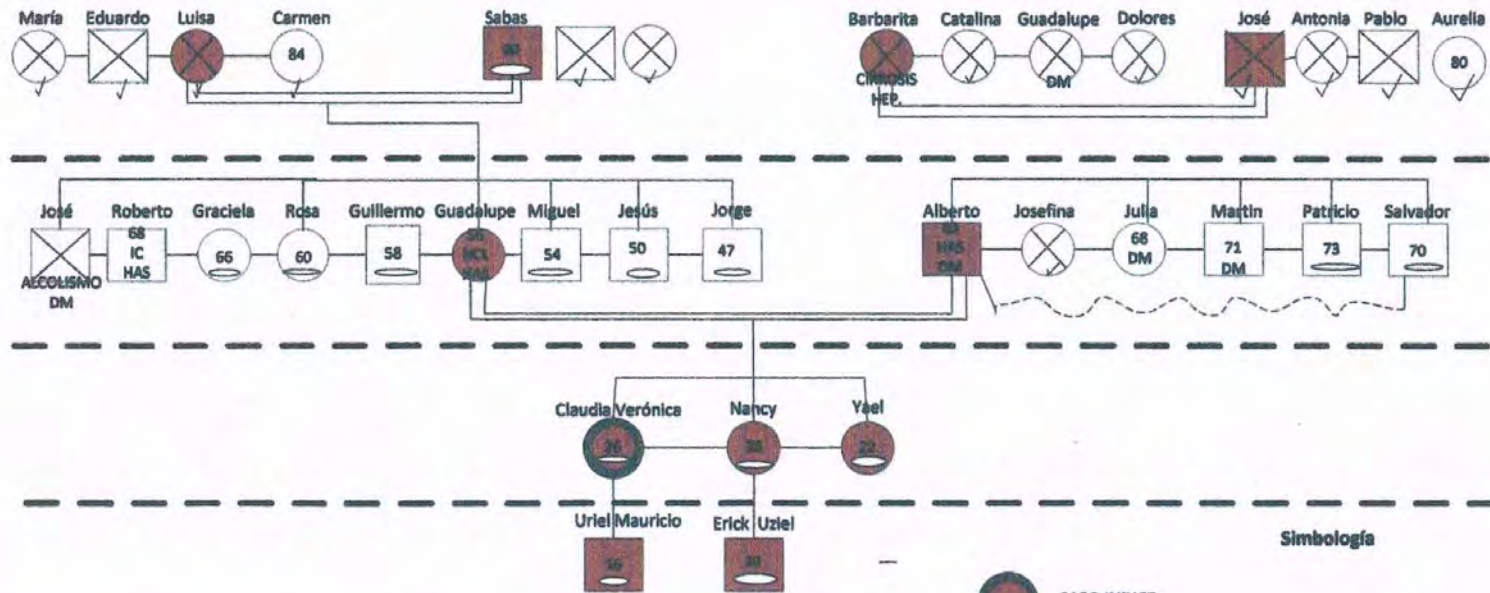 María Eduardo Luisa Carmen Sabas Barbarita Catalina Guadalupe Dolores José Antonia Pablo Aurelia
84 80
CIRROSIS HEP.
DM
José Roberto Graciela Rosa Guillermo Guadalupe Miguel Jesús Jorge Alberto Josefina Julia Martin Patricio Salvador
68 IC HAS 66 60 58 HAS 54 50 47 HAS DM 68 DM 71 DM 73 70
ALCOLISMO DM
Claudia Verónica Nancy Yael
36 22
Uriel Mauricio Erick Uziel
16
Simbología